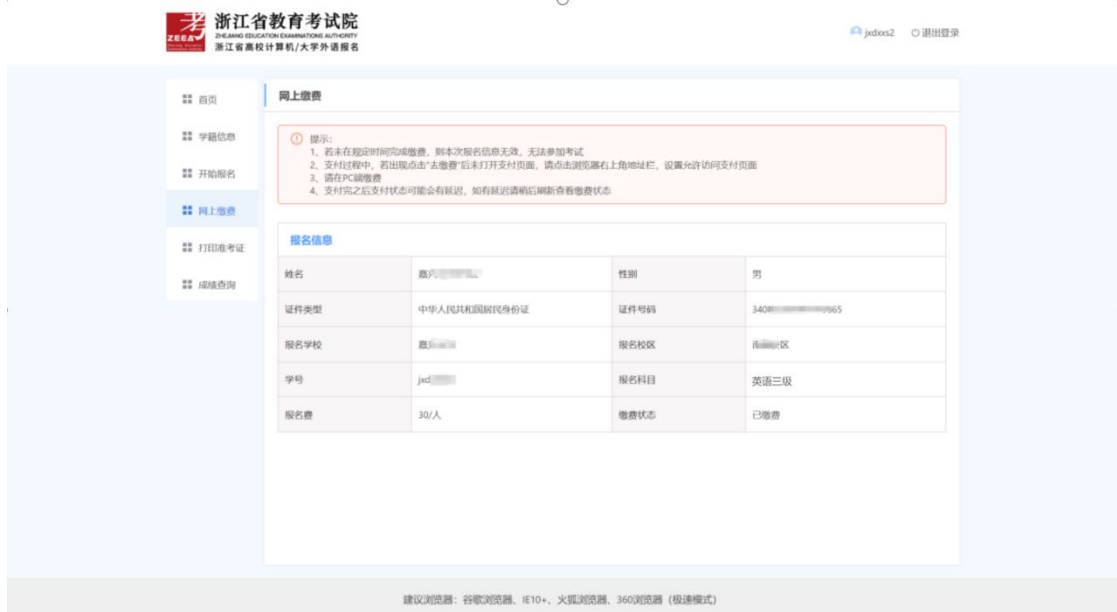 浙江省教育考试院
ZEEA
ZHEJIANG EDUCATION EXAMINATIONS AUTHORITY
浙江省高校计算机/大学外语报名
jxdxxs2 退出登录
首页
学籍信息
开始报名
网上缴费
打印准考证
成绩查询
网上缴费
提示:
1、若未在规定时间完成缴费，则本次报名信息无效，无法参加考试
2、支付过程中，若出现点击“去缴费”后未打开支付页面，请点击浏览器右上角地址栏，设置允许访问支付页面
3、请在PC端缴费
4、支付完之后支付状态可能会有延迟，如有延迟请稍后刷新查看缴费状态
报名信息
姓名 嘉 性别 男
证件类型 中华人民共和国居民身份证 证件号码 340 865
报名学校 嘉 报名校区 区
学号 jxd 报名科目 英语三级
报名费 30/人 缴费状态 已缴费
建议浏览器：谷歌浏览器、IE10+、火狐浏览器、360浏览器（极速模式）